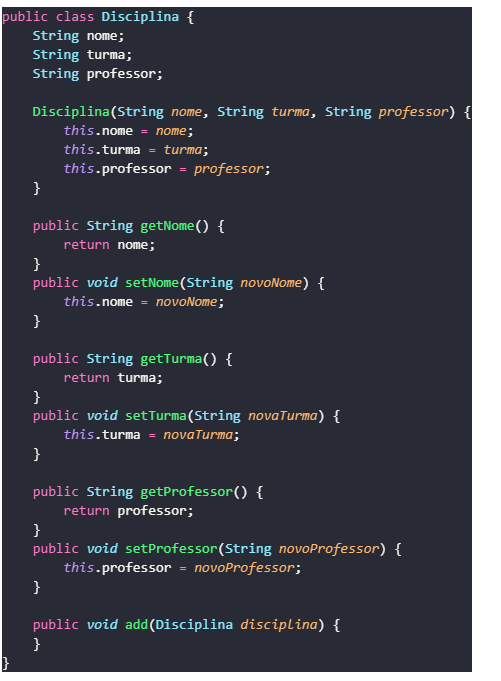 public class Disciplina {
    String nome;
    String turma;
    String professor;

    Disciplina(String nome, String turma, String professor) {
        this.nome = nome;
        this.turma = turma;
        this.professor = professor;
    }

    public String getNome() {
        return nome;
    }
    public void setNome(String novoNome) {
        this.nome = novoNome;
    }

    public String getTurma() {
        return turma;
    }
    public void setTurma(String novaTurma) {
        this.turma = novaTurma;
    }

    public String getProfessor() {
        return professor;
    }
    public void setProfessor(String novoProfessor) {
        this.professor = novoProfessor;
    }

    public void add(Disciplina disciplina) {
    }
}